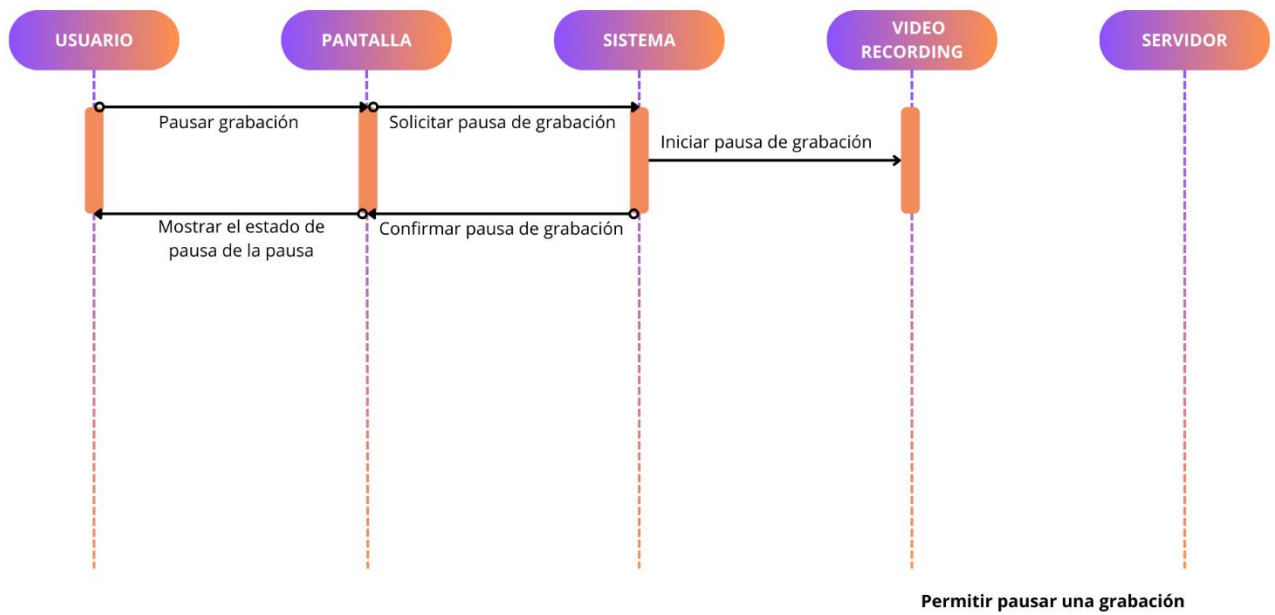 USUARIO
PANTALLA
SISTEMA
VIDEO
RECORDING
SERVIDOR
Pausar grabación
Solicitar pausa de grabación
Iniciar pausa de grabación
Mostrar el estado de
pausa de la pausa
Confirmar pausa de grabación
Permitir pausar una grabación